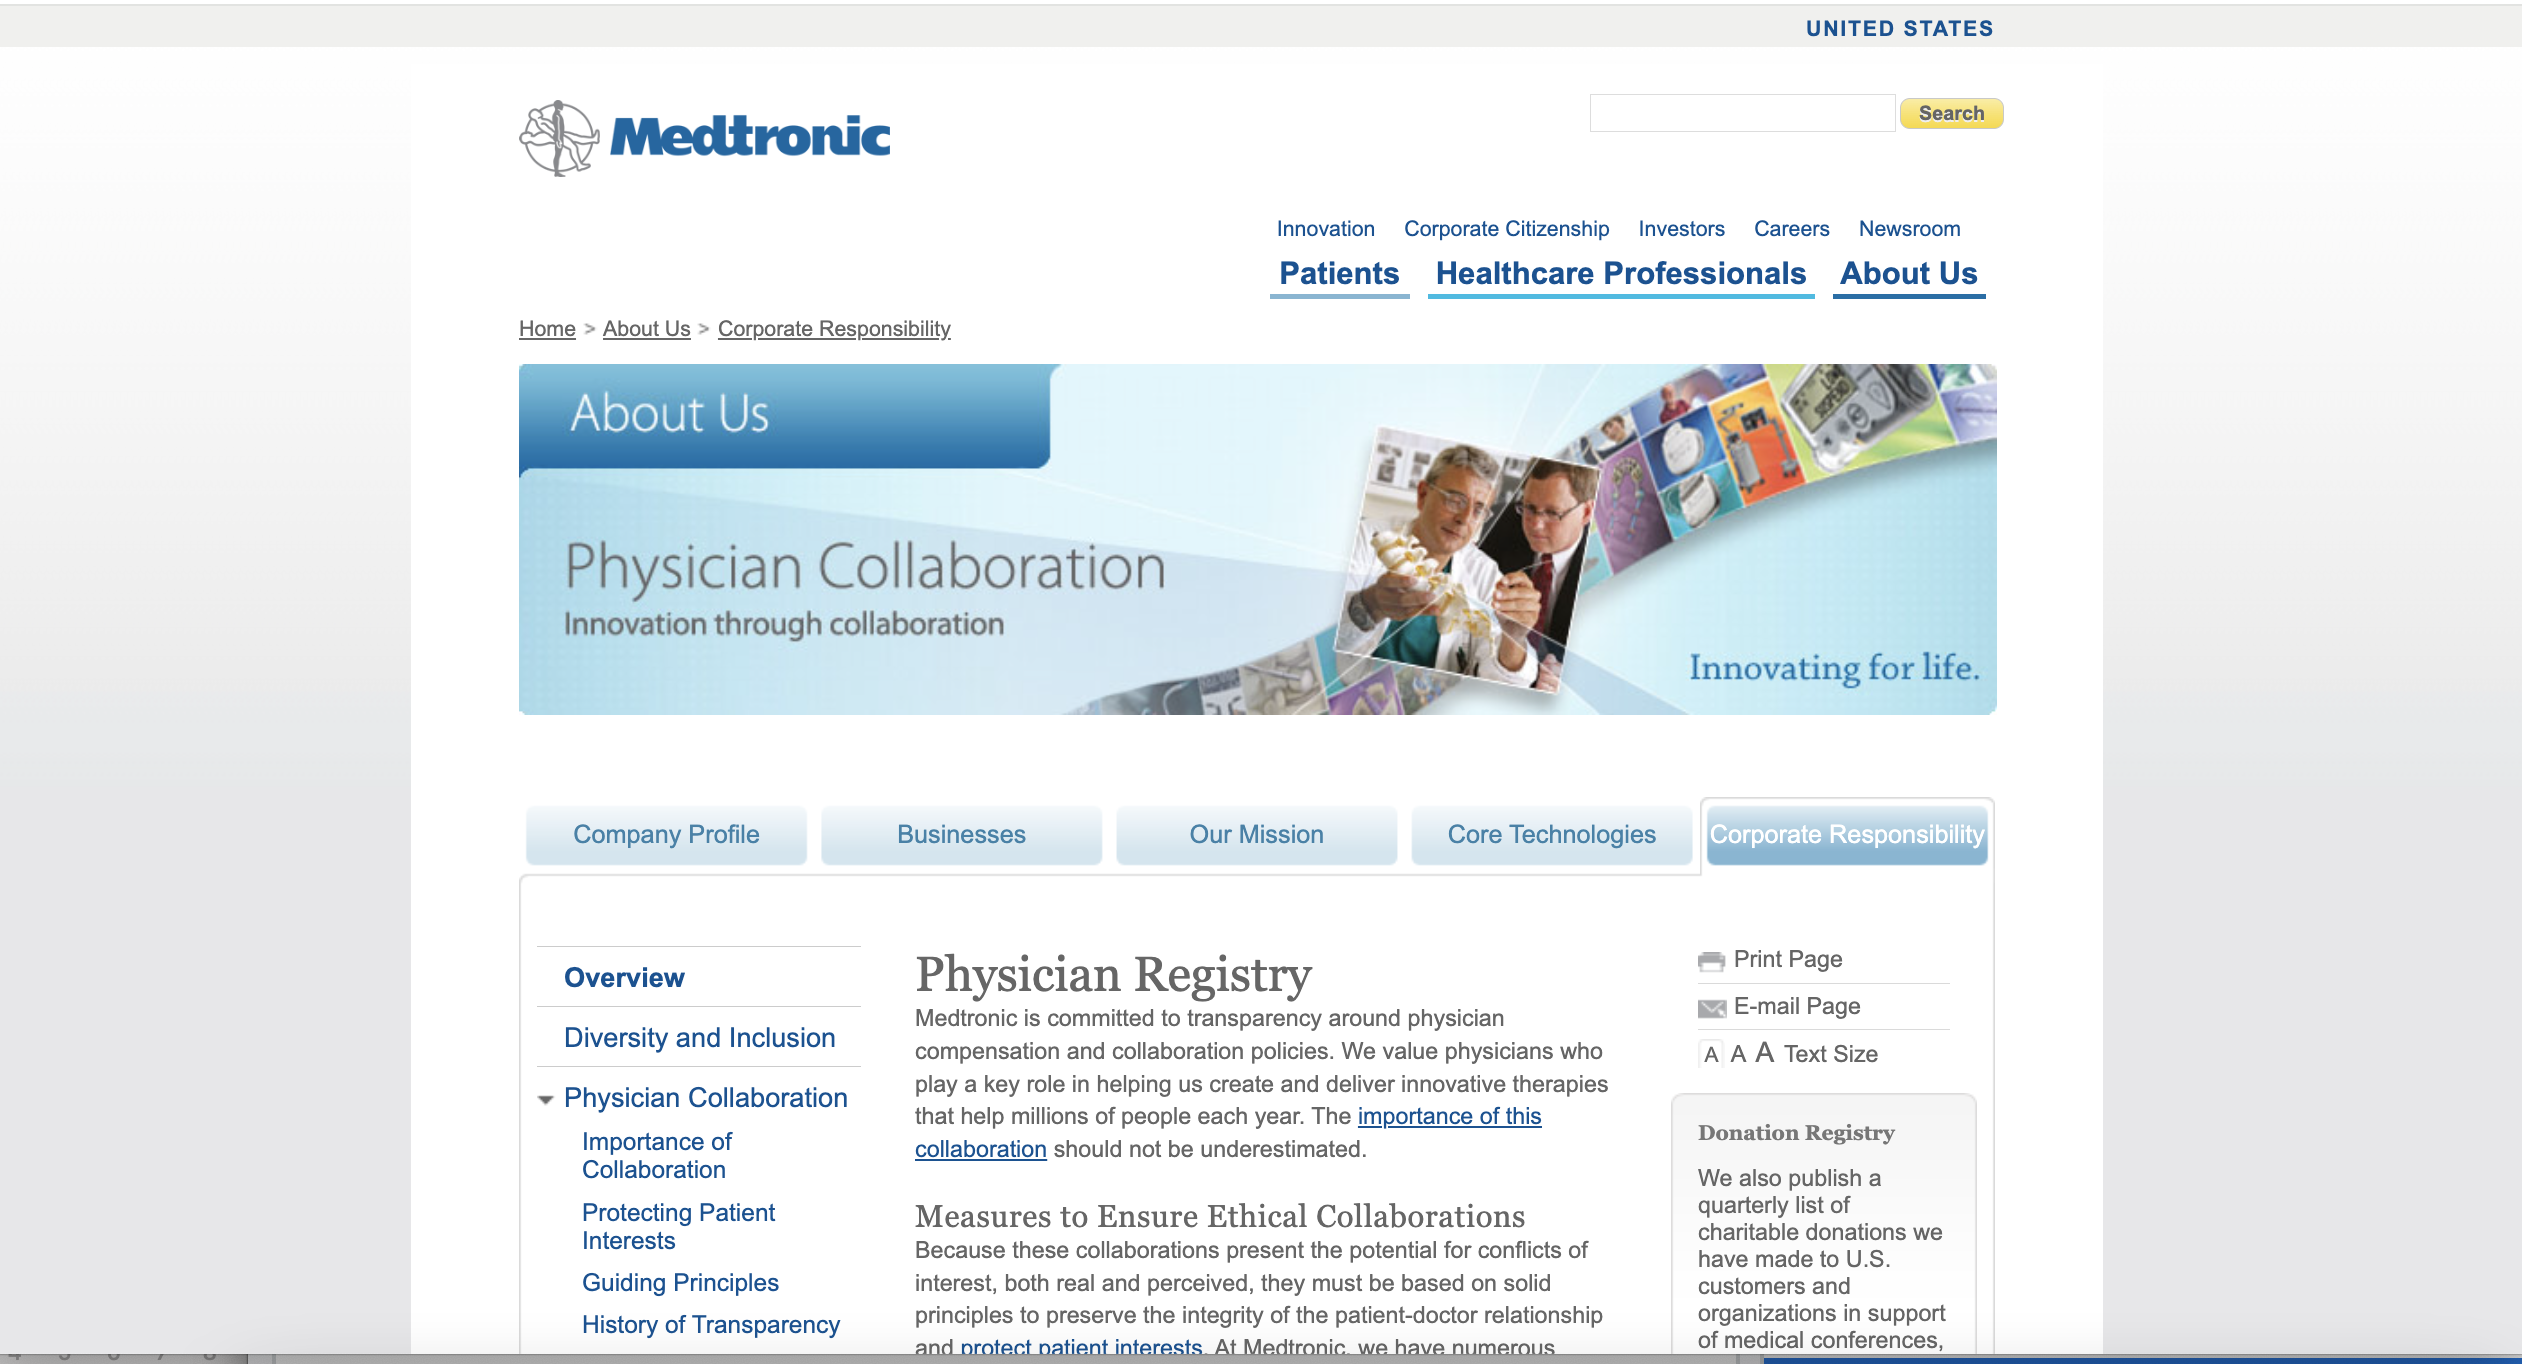 UNITED STATES
Medtronic
Search
Innovation Corporate Citizenship Investors Careers Newsroom
Patients Healthcare Professionals About Us
Home > About Us > Corporate Responsibility
About Us
Physician Collaboration
Innovation through collaboration
Innovating for life.
Company Profile Businesses Our Mission Core Technologies Corporate Responsibility
Overview
Diversity and Inclusion
Physician Collaboration
Importance of
Collaboration
Protecting Patient
Interests
Guiding Principles
History of Transparency
Physician Registry
Medtronic is committed to transparency around physician
compensation and collaboration policies. We value physicians who
play a key role in helping us create and deliver innovative therapies
that help millions of people each year. The importance of this
collaboration should not be underestimated.
Measures to Ensure Ethical Collaborations
Because these collaborations present the potential for conflicts of
interest, both real and perceived, they must be based on solid
principles to preserve the integrity of the patient-doctor relationship
and protect patient interests. At Medtronic, we have numerous
Print Page
E-mail Page
A A A Text Size
Donation Registry
We also publish a
quarterly list of
charitable donations we
have made to U.S.
customers and
organizations in support
of medical conferences,